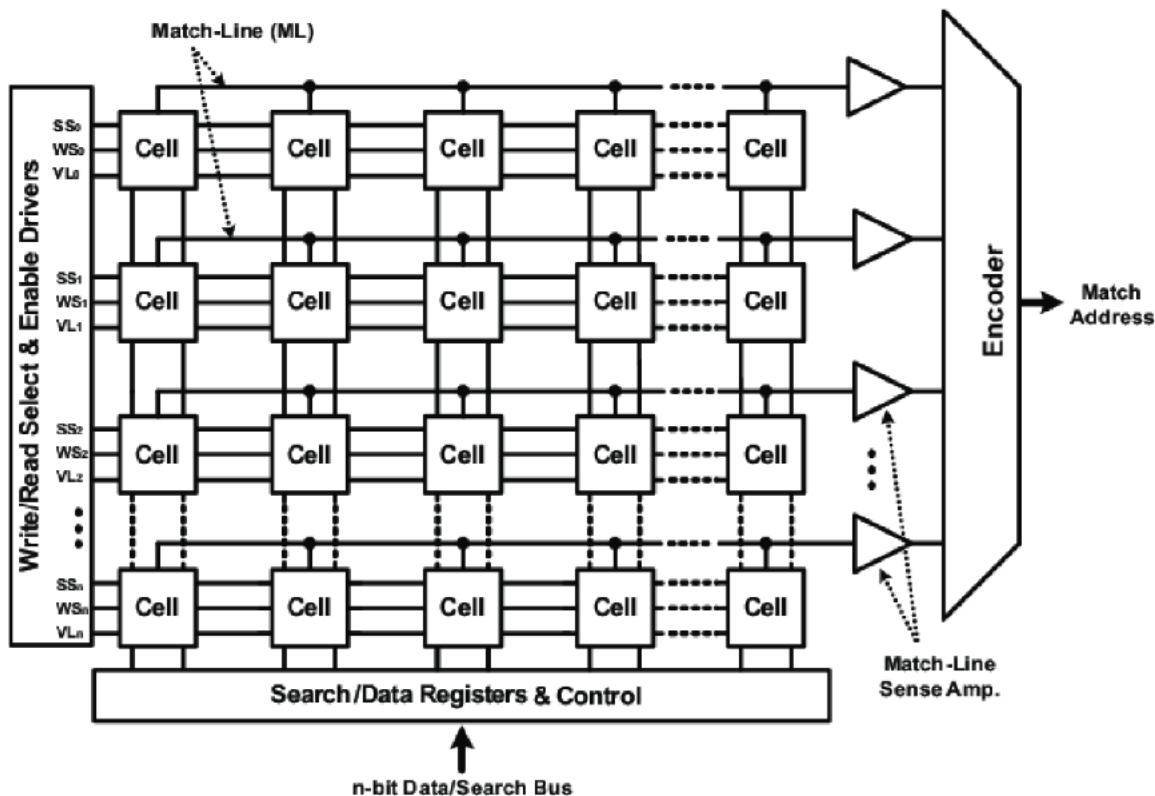 Match-Line (ML)
Write/Read Select & Enable Drivers
SS0
WS0
VL0
Cell Cell Cell Cell Cell
SS1
WS1
VL1
Cell Cell Cell Cell Cell
SS2
WS2
VL2
Cell Cell Cell Cell Cell
SSn
WSn
VLn
Cell Cell Cell Cell Cell
Encoder
Match
Address
Match-Line
Sense Amp.
Search/Data Registers & Control
n-bit Data/Search Bus